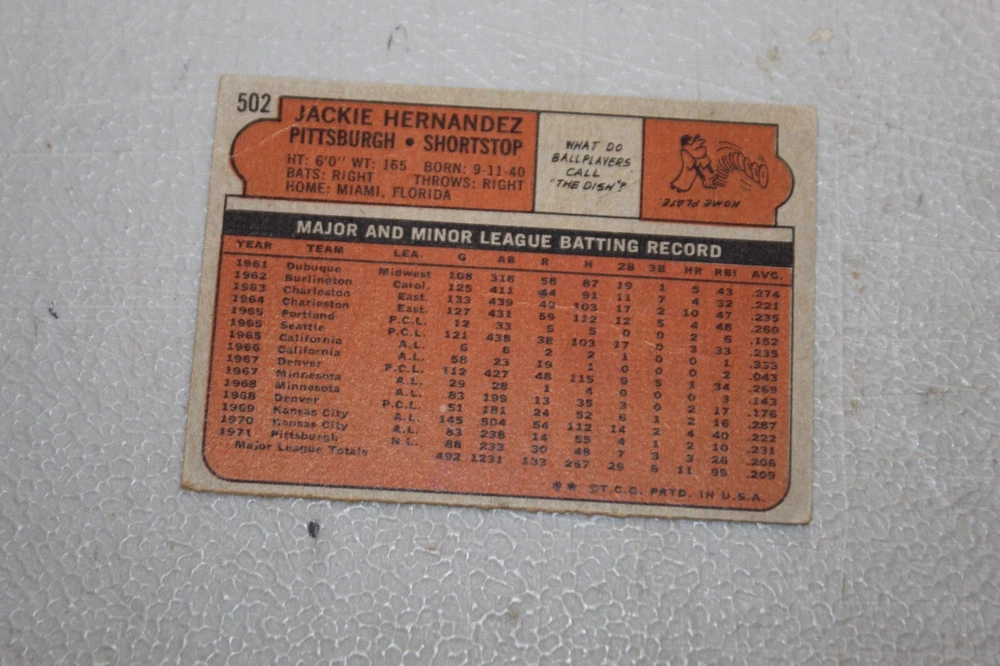 502
JACKIE HERNANDEZ
PITTSBURGH • SHORTSTOP
HT: 6'0" WT: 165 BORN: 9-11-40
BATS: RIGHT THROWS: RIGHT
HOME: MIAMI, FLORIDA
WHAT DO
BALLPLAYERS
CALL
"THE DISH"?
HOME PLATE
MAJOR AND MINOR LEAGUE BATTING RECORD
YEAR TEAM LEA. G AB R H 2B 3B HR RBI AVG.
1961 Dubuque Midwest 108 318 58 87 19 1 5 43 .274
1962 Burlington Carol. 125 411 64 91 11 7 4 32 .221
1963 Charleston East. 133 439 49 103 17 2 10 47 .235
1964 Charleston East. 127 431 59 112 12 5 4 48 .260
1965 Portland P.C.L. 12 33 5 5 0 0 2 6 .152
1965 Seattle P.C.L. 121 438 38 103 17 0 3 33 .235
1965 California A.L. 6 6 2 2 1 0 0 1 .333
1966 California A.L. 58 23 19 1 0 0 0 2 .043
1967 Denver P.C.L. 112 427 48 115 9 5 1 34 .269
1967 Minnesota A.L. 29 28 1 4 0 0 0 3 .143
1968 Minnesota A.L. 83 199 13 35 3 0 2 17 .176
1968 Denver P.C.L. 51 181 24 52 6 1 2 16 .287
1969 Kansas City A.L. 145 504 54 112 14 2 4 40 .222
1970 Kansas City A.L. 83 238 14 55 4 1 2 10 .231
1971 Pittsburgh N.L. 88 233 30 48 7 3 3 26 .206
Major League Totals 492 1231 133 257 29 6 11 99 .209
** ©T.C.G. PRTD. IN U.S.A.